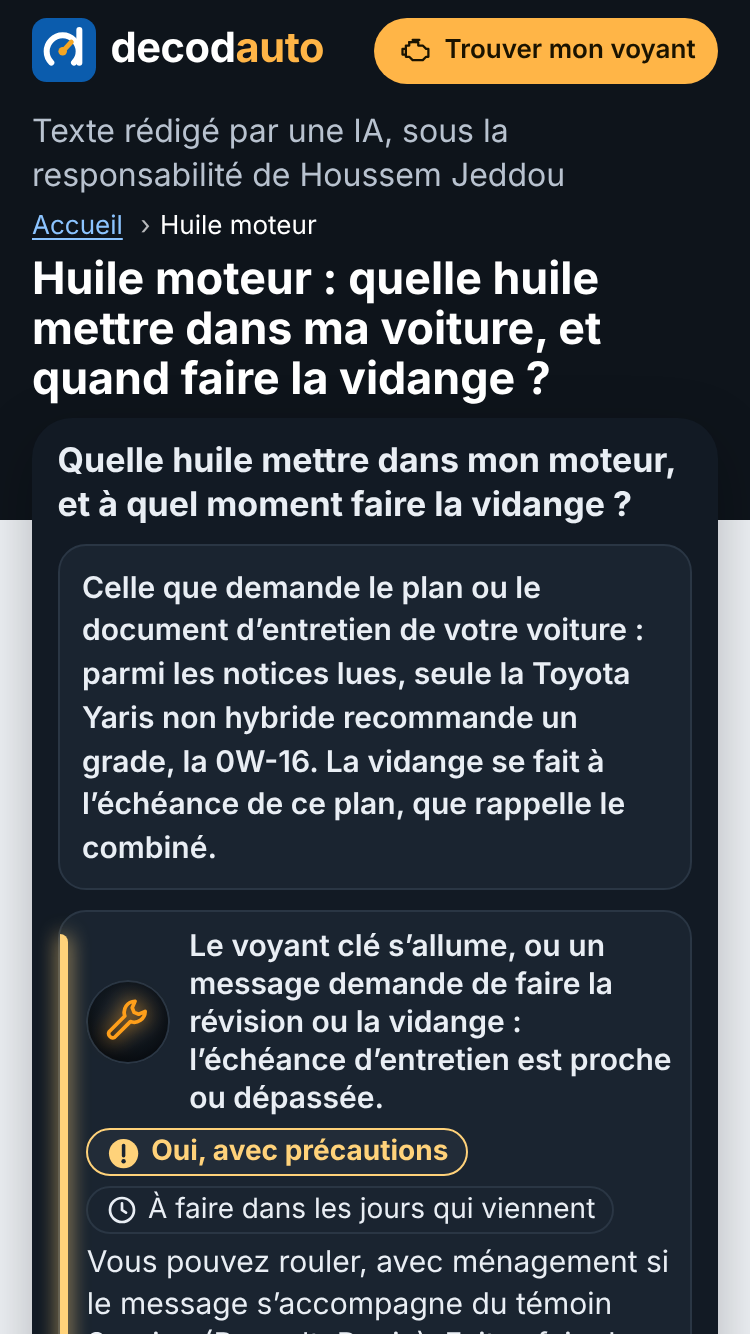 decodauto
Trouver mon voyant
Texte rédigé par une IA, sous la
responsabilité de Houssem Jeddou
Accueil › Huile moteur
Huile moteur : quelle huile
mettre dans ma voiture, et
quand faire la vidange ?
Quelle huile mettre dans mon moteur,
et à quel moment faire la vidange ?
Celle que demande le plan ou le
document d’entretien de votre voiture :
parmi les notices lues, seule la Toyota
Yaris non hybride recommande un
grade, la 0W-16. La vidange se fait à
l’échéance de ce plan, que rappelle le
combiné.
Le voyant clé s’allume, ou un
message demande de faire la
révision ou la vidange :
l’échéance d’entretien est proche
ou dépassée.
Oui, avec précautions
À faire dans les jours qui viennent
Vous pouvez rouler, avec ménagement si
le message s’accompagne du témoin